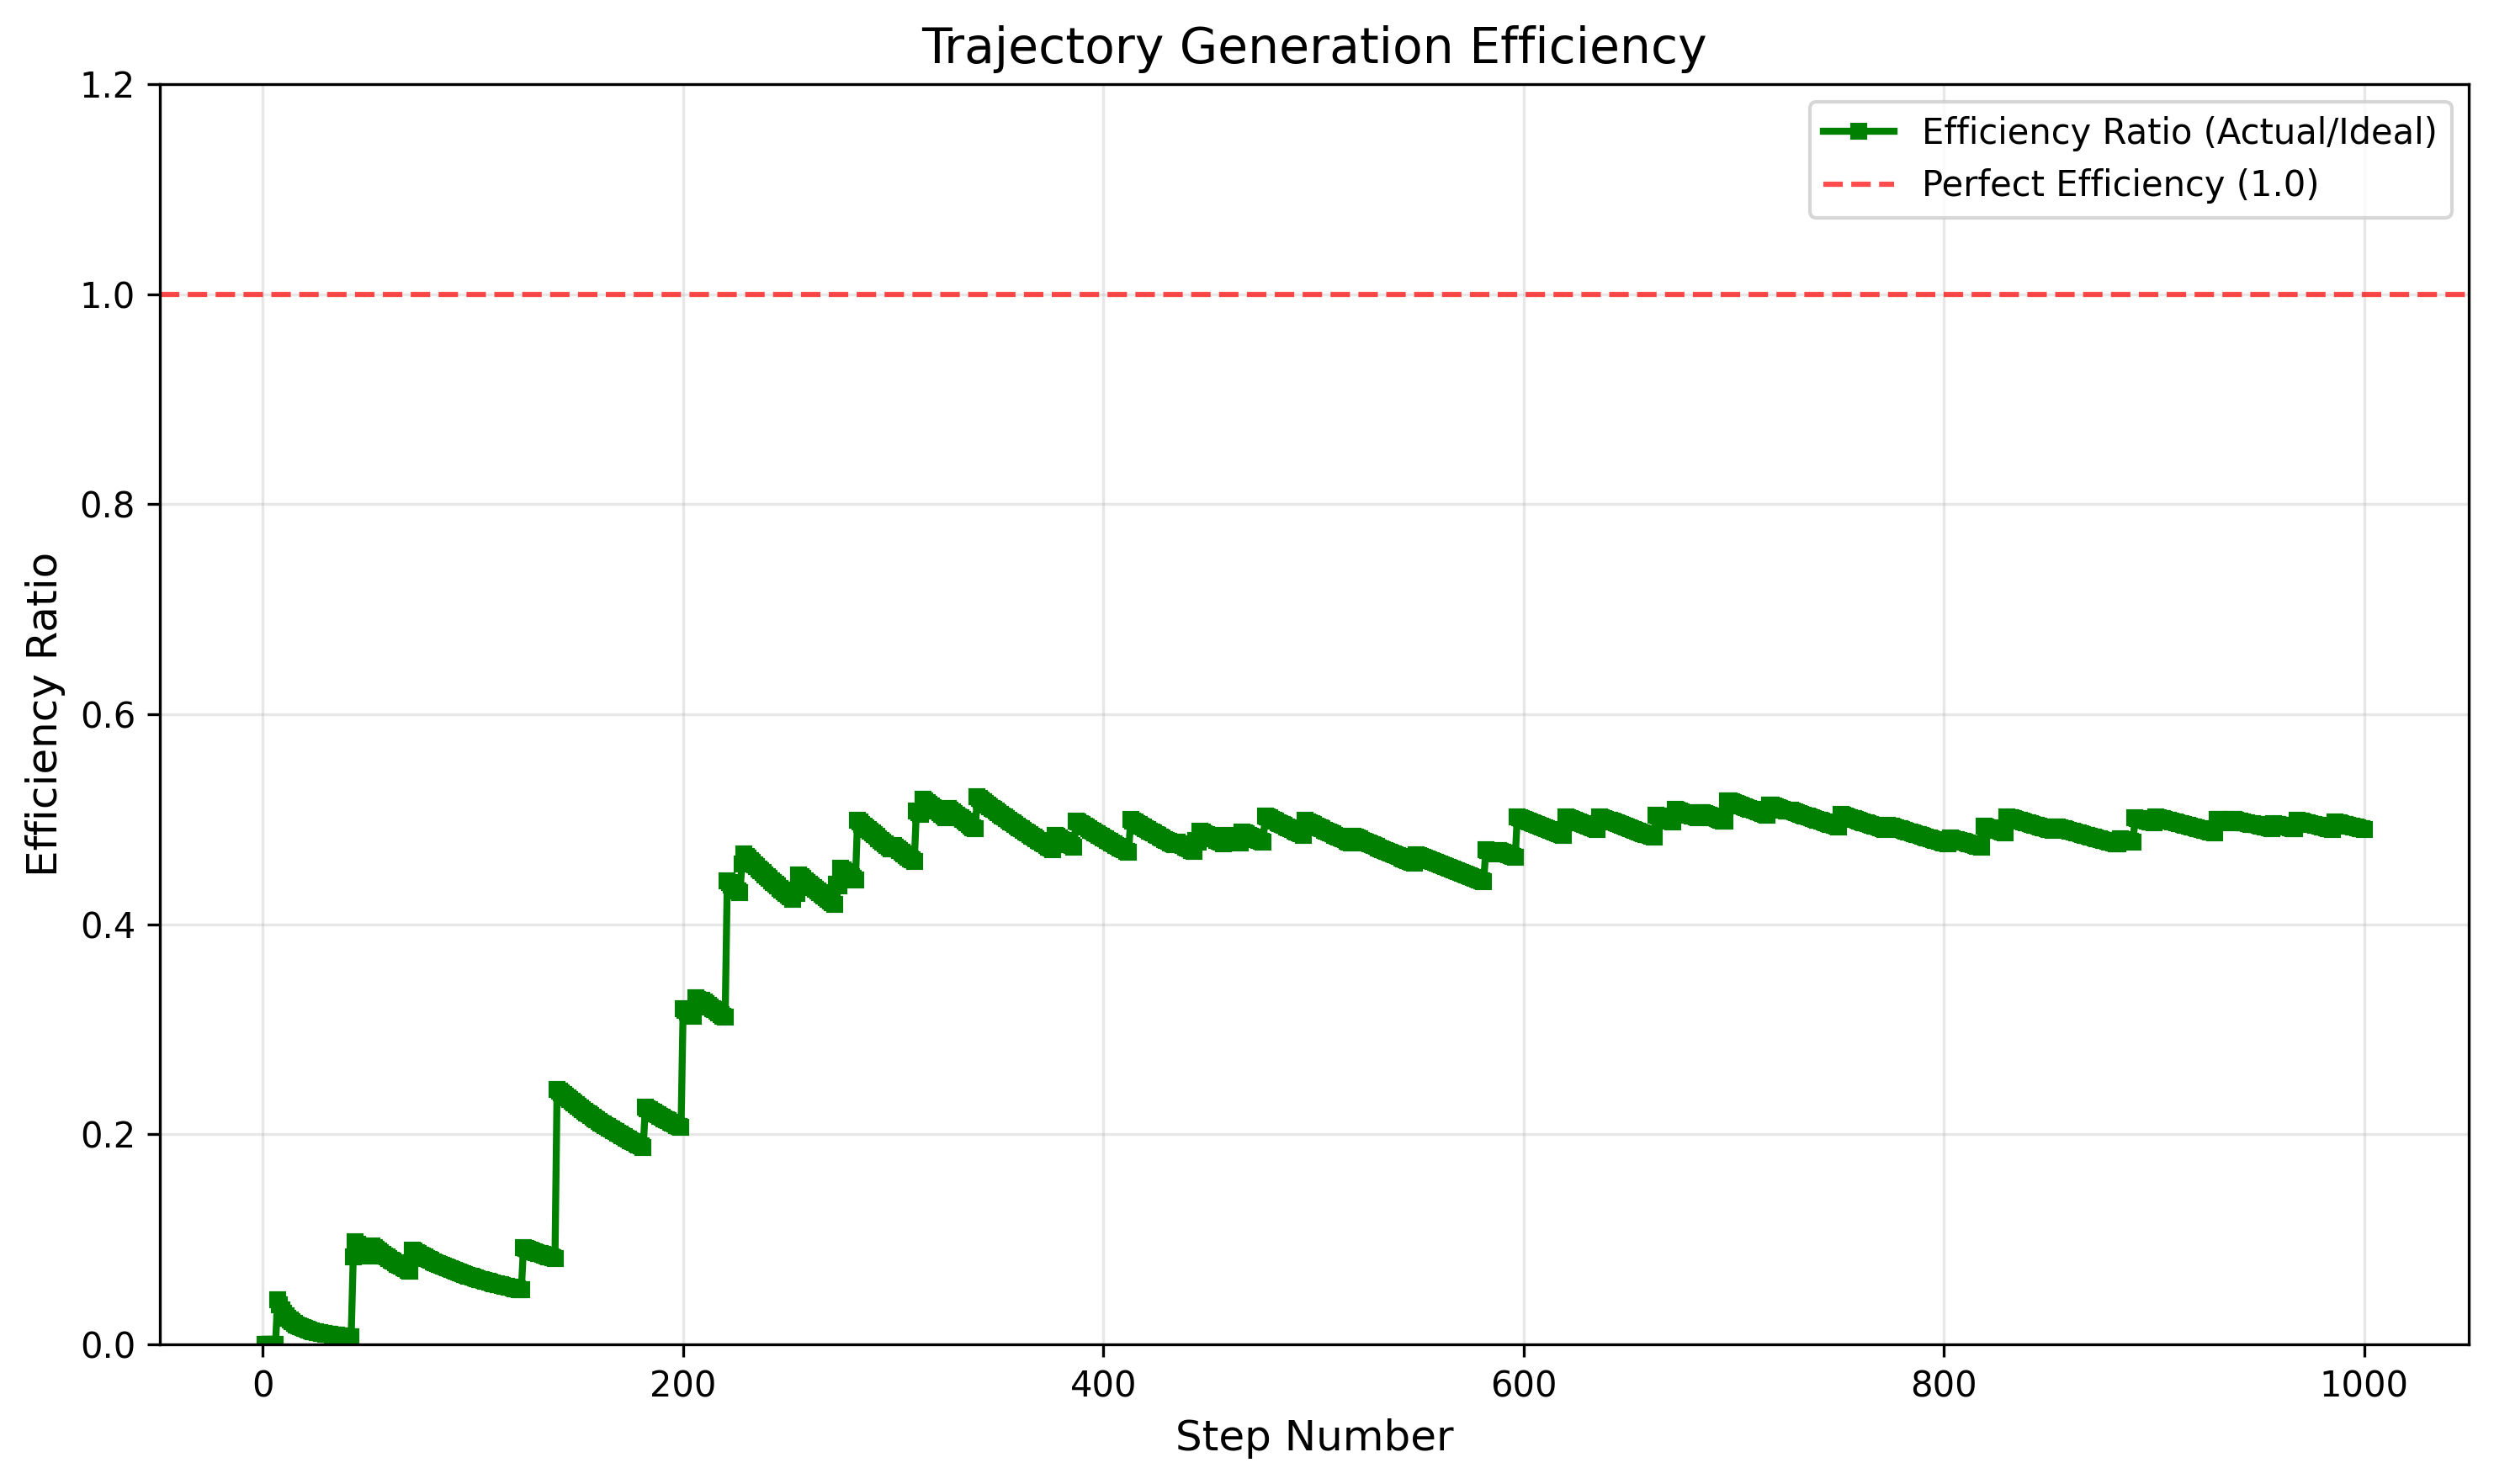 Trajectory Generation Efficiency
Efficiency Ratio (Actual/Ideal)
Perfect Efficiency (1.0)
Efficiency Ratio
1.2
1.0
0.8
0.6
0.4
0.2
0.0
0 200 400 600 800 1000
Step Number